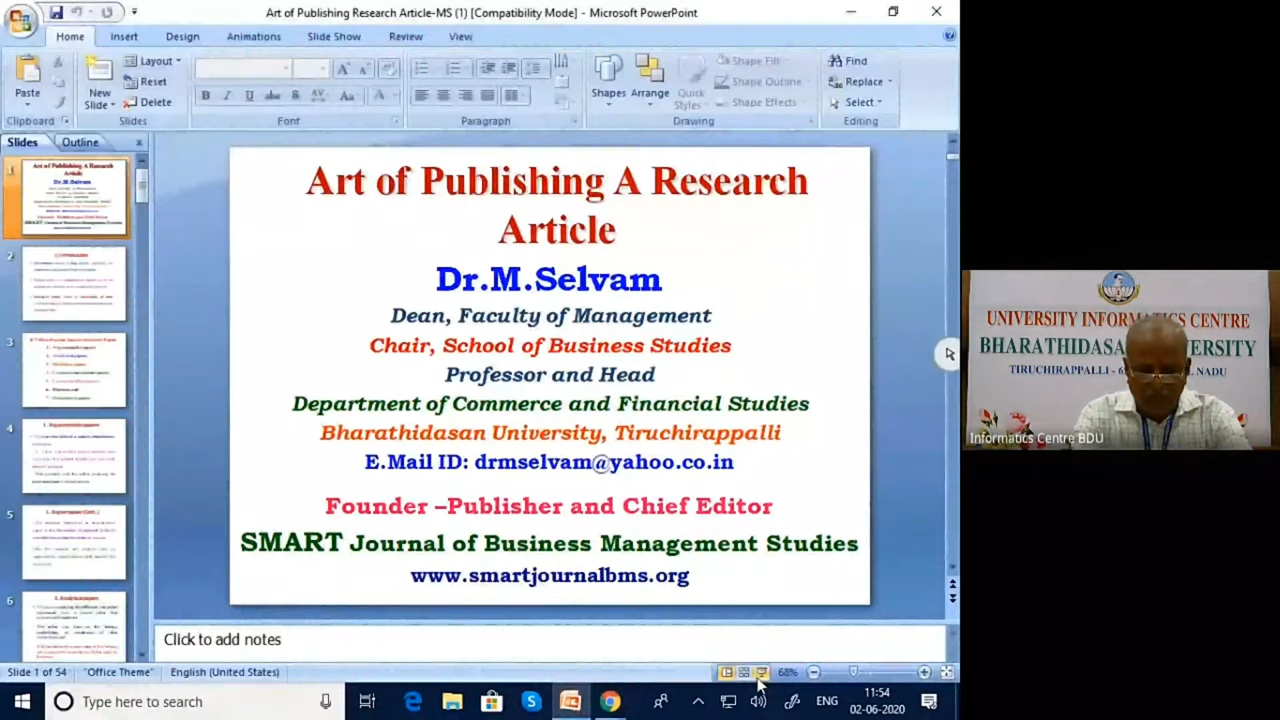 Art of Publishing Research Article-MS (1) [Compatibility Mode] - Microsoft PowerPoint
Home Insert Design Animations Slide Show Review View
Paste
Clipboard
New Slide
Layout
Reset
Delete
Slides
Font
Paragraph
Shapes
Arrange
Quick Styles
Shape Fill
Shape Outline
Shape Effects
Drawing
Find
Replace
Select
Editing
Slides Outline
1
2
3
4
5
6
Art of Publishing A Research
Article
Dr.M.Selvam
Dean, Faculty of Management
Chair, School of Business Studies
Professor and Head
Department of Commerce and Financial Studies
Bharathidasan University, Tiruchirappalli
E.Mail ID: drmselvam@yahoo.co.in
Founder –Publisher and Chief Editor
SMART Journal of Business Management Studies
www.smartjournalbms.org
Click to add notes
Slide 1 of 54 "Office Theme" English (United States) 68%
Type here to search
ENG
11:54
02-06-2020
UNIVERSITY INFORMATICS CENTRE
TIRUCHIRAPPALLI
Informatics Centre BDU